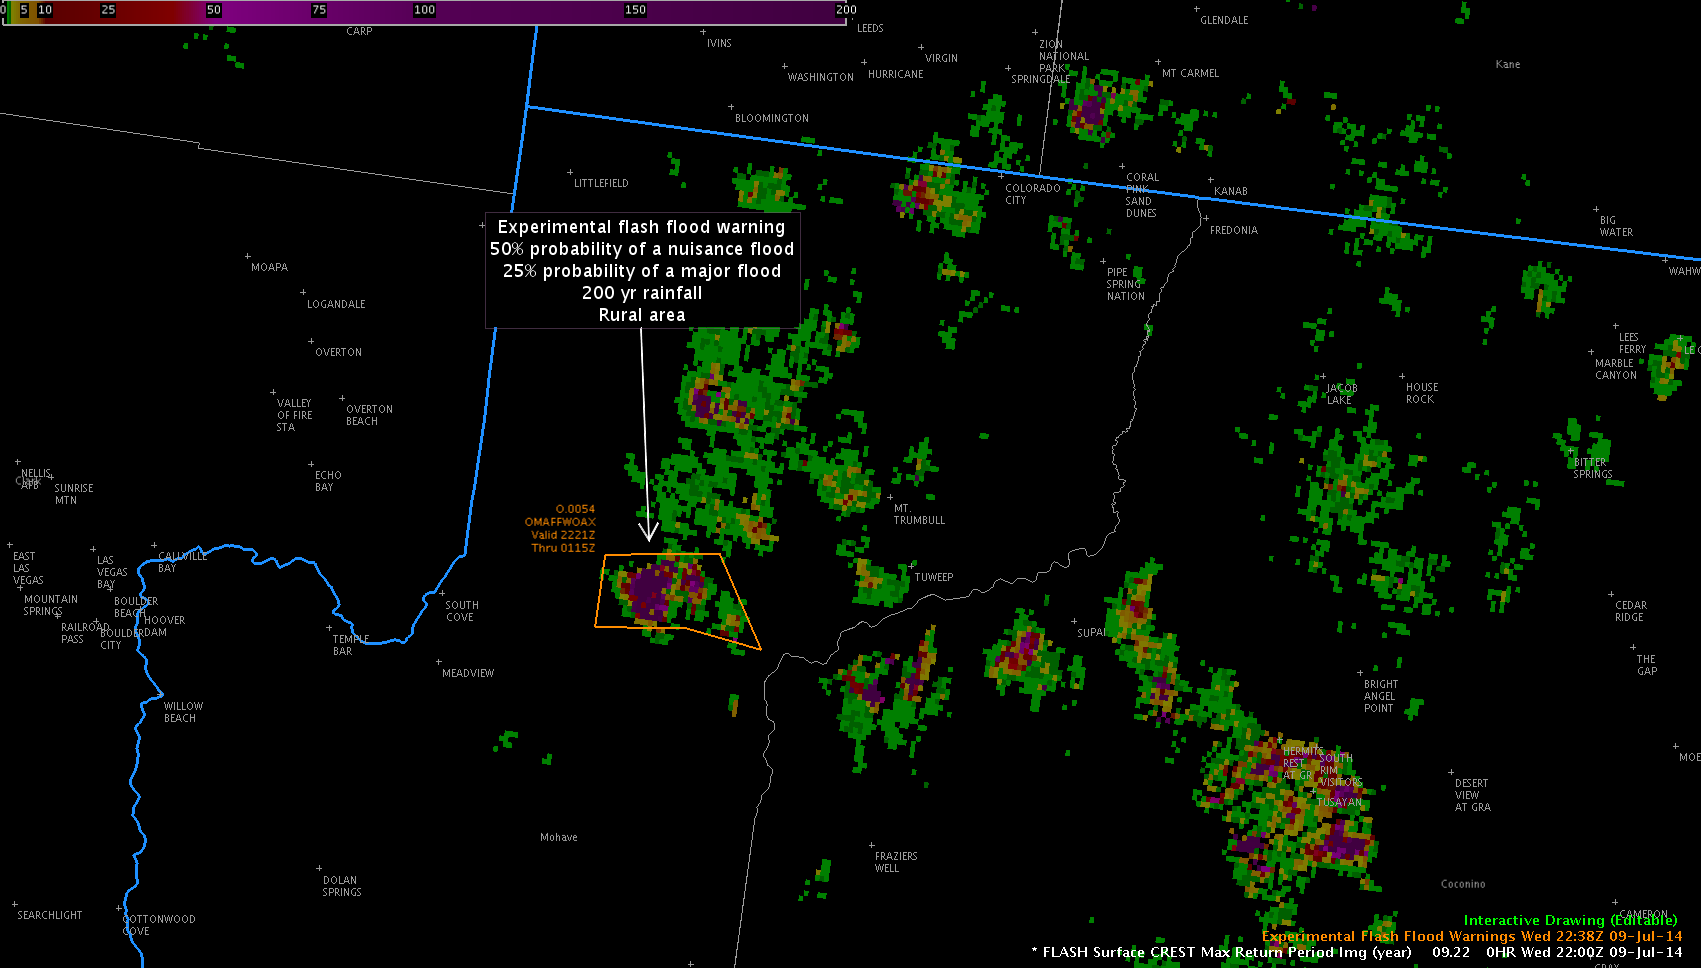 0 5 10 25 50 75 100 150 200
CARP
LEEDS
GLENDALE
IVINS
ZION
NATIONAL
PARK
VIRGIN
SPRINGDALE
MT CARMEL
Kane
WASHINGTON
HURRICANE
BLOOMINGTON
LITTLEFIELD
COLORADO
CITY
CORAL
PINK
SAND
DUNES
KANAB
FREDONIA
BIG
WATER
WAHW
Experimental flash flood warning
50% probability of a nuisance flood
25% probability of a major flood
200 yr rainfall
Rural area
MOAPA
LOGANDALE
PIPE
SPRING
NATION
OVERTON
LEES
FERRY
LE C
MARBLE
CANYON
VALLEY
OF FIRE
STA
OVERTON
BEACH
JACOB
LAKE
HOUSE
ROCK
NELLIS
AFB
SUNRISE
MTN
ECHO
BAY
BITTER
SPRINGS
MT.
TRUMBULL
O.0054
OMAFFWOAX
Valid 2221Z
Thru 0115Z
EAST
LAS
VEGAS
LAS
VEGAS
BAY
CALLVILLE
BAY
TUWEEP
MOUNTAIN
SPRINGS
BOULDER
BEACH
HOOVER
DAM
SOUTH
COVE
CEDAR
RIDGE
RAILROAD
PASS
BOULDER
CITY
TEMPLE
BAR
SUPAI
MEADVIEW
THE
GAP
BRIGHT
ANGEL
POINT
WILLOW
BEACH
HERMITS
REST
AT GR
SOUTH
RIM
VISITORS
MOE
TUSAYAN
DESERT
VIEW
AT GRA
Mohave
FRAZIERS
WELL
DOLAN
SPRINGS
Coconino
SEARCHLIGHT
COTTONWOOD
COVE
CAMERON
Interactive Drawing (Editable)
Experimental Flash Flood Warnings Wed 22:38Z 09-Jul-14
* FLASH Surface CREST Max Return Period Img (year) 09.22 0HR Wed 22:00Z 09-Jul-14